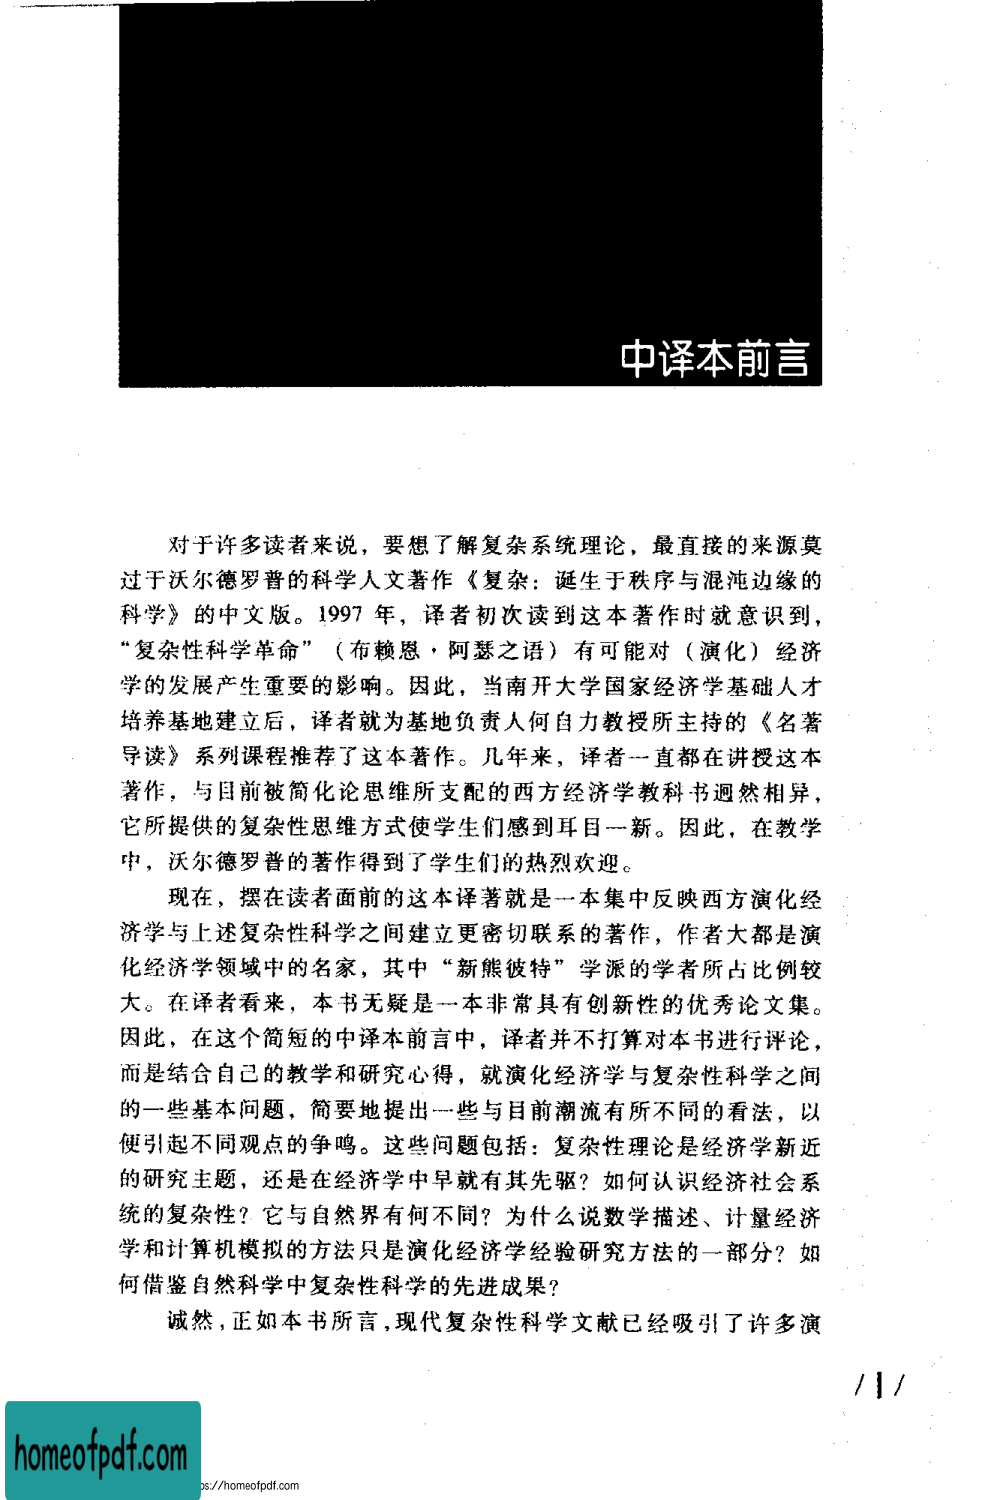 中译本前言
对于许多读者来说，要想了解复杂系统理论，最直接的来源莫
过于沃尔德罗普的科学人文著作《复杂：诞生于秩序与混沌边缘的
科学》的中文版。1997 年，译者初次读到这本著作时就意识到，
“复杂性科学革命”（布赖恩·阿瑟之语）有可能对（演化）经济
学的发展产生重要的影响。因此，当南开大学国家经济学基础人才
培养基地建立后，译者就为基地负责人何自力教授所主持的《名著
导读》系列课程推荐了这本著作。几年来，译者一直都在讲授这本
著作，与目前被简化论思维所支配的西方经济学教科书迥然相异，
它所提供的复杂性思维方式使学生们感到耳目一新。因此，在教学
中，沃尔德罗普的著作得到了学生们的热烈欢迎。
现在，摆在读者面前的这本译著就是一本集中反映西方演化经
济学与上述复杂性科学之间建立更密切联系的著作，作者大都是演
化经济学领域中的名家，其中“新熊彼特”学派的学者所占比例较
大。在译者看来，本书无疑是一本非常具有创新性的优秀论文集。
因此，在这个简短的中译本前言中，译者并不打算对本书进行评论，
而是结合自己的教学和研究心得，就演化经济学与复杂性科学之间
的一些基本问题，简要地提出一些与目前潮流有所不同的看法，以
便引起不同观点的争鸣。这些问题包括：复杂性理论是经济学新近
的研究主题，还是在经济学中早就有其先驱？如何认识经济社会系
统的复杂性？它与自然界有何不同？为什么说数学描述、计量经济
学和计算机模拟的方法只是演化经济学经验研究方法的一部分？如
何借鉴自然科学中复杂性科学的先进成果？
诚然，正如本书所言，现代复杂性科学文献已经吸引了许多演
/1/
homeofpdf.com
ps://homeofpdf.com